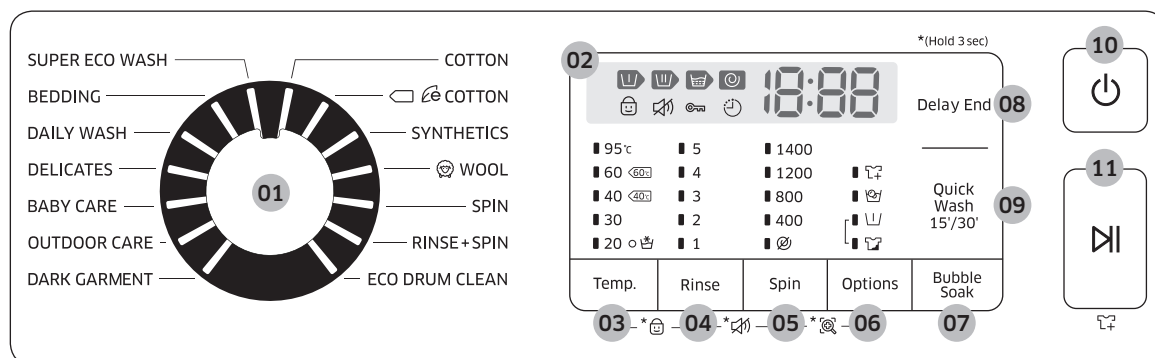 *(Hold 3 sec)
SUPER ECO WASH
BEDDING
DAILY WASH
DELICATES
BABY CARE
OUTDOOR CARE
DARK GARMENT
COTTON
e COTTON
SYNTHETICS
WOOL
SPIN
RINSE+SPIN
ECO DRUM CLEAN
01
02
18:88
95℃ 5 1400
60 60℃ 4 1200
40 40℃ 3 800
30 2 400
20 1
Temp. Rinse Spin Options
Delay End 08
Quick
Wash
15'/30'
09
Bubble
Soak
03 * 04 * 05 * 06 07
10
11